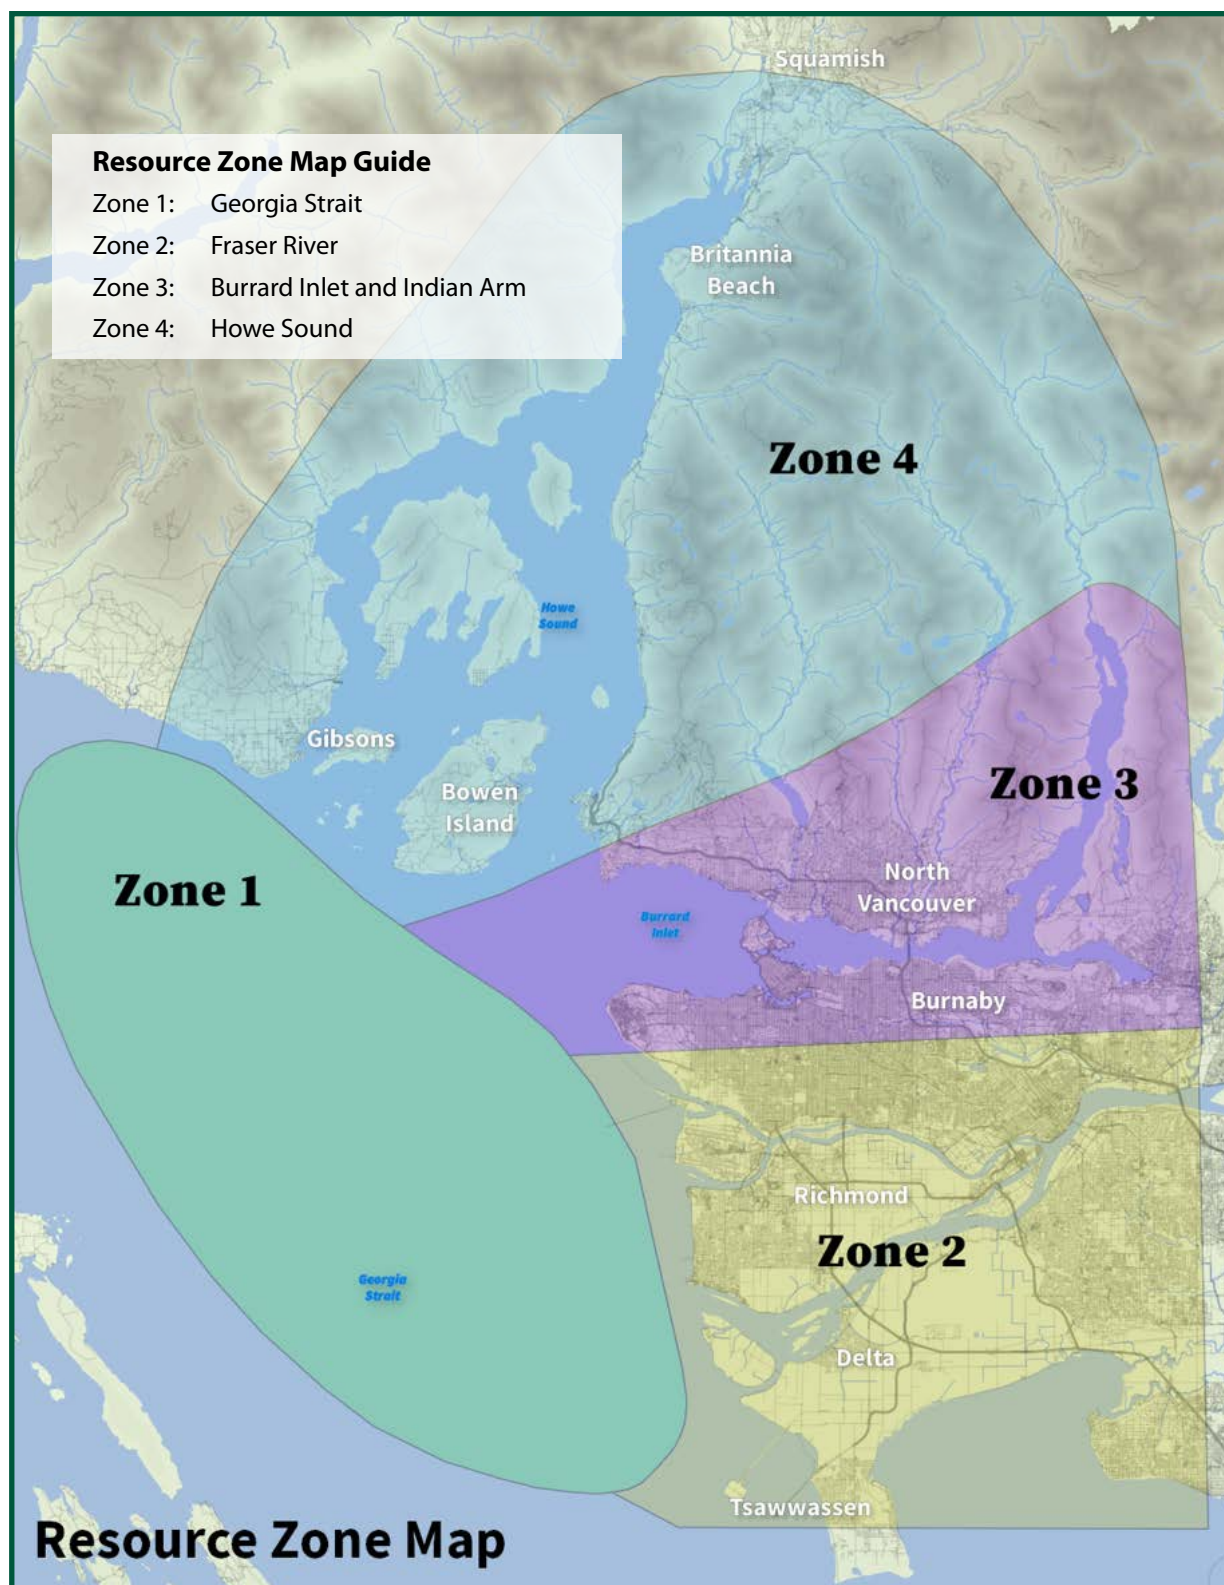 Squamish
Resource Zone Map Guide
Zone 1: Georgia Strait
Zone 2: Fraser River
Zone 3: Burrard Inlet and Indian Arm
Zone 4: Howe Sound
Britannia
Beach
Zone 4
Howe
Sound
Gibsons
Bowen
Island
Zone 3
Zone 1
North
Vancouver
Burrard
Inlet
Burnaby
Richmond
Zone 2
Georgia
Strait
Delta
Tsawwassen
Resource Zone Map